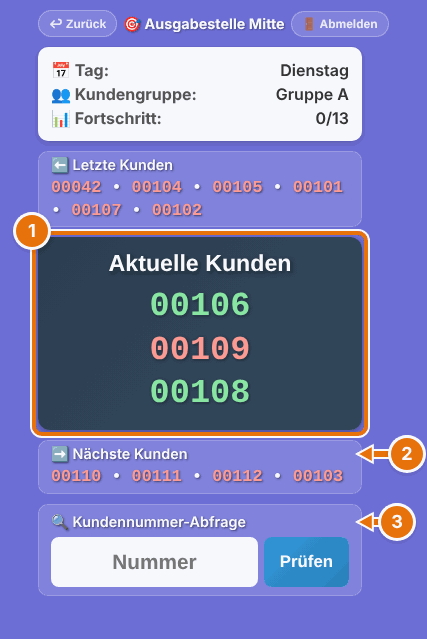 ↩ Zurück 🎯 Ausgabestelle Mitte 🚪 Abmelden
📅 Tag: Dienstag
👥 Kundengruppe: Gruppe A
📊 Fortschritt: 0/13
⬅️ Letzte Kunden
00042 • 00104 • 00105 • 00101
• 00107 • 00102
1
Aktuelle Kunden
00106
00109
00108
➡️ Nächste Kunden 2
00110 • 00111 • 00112 • 00103
🔍 Kundennummer-Abfrage 3
Nummer Prüfen